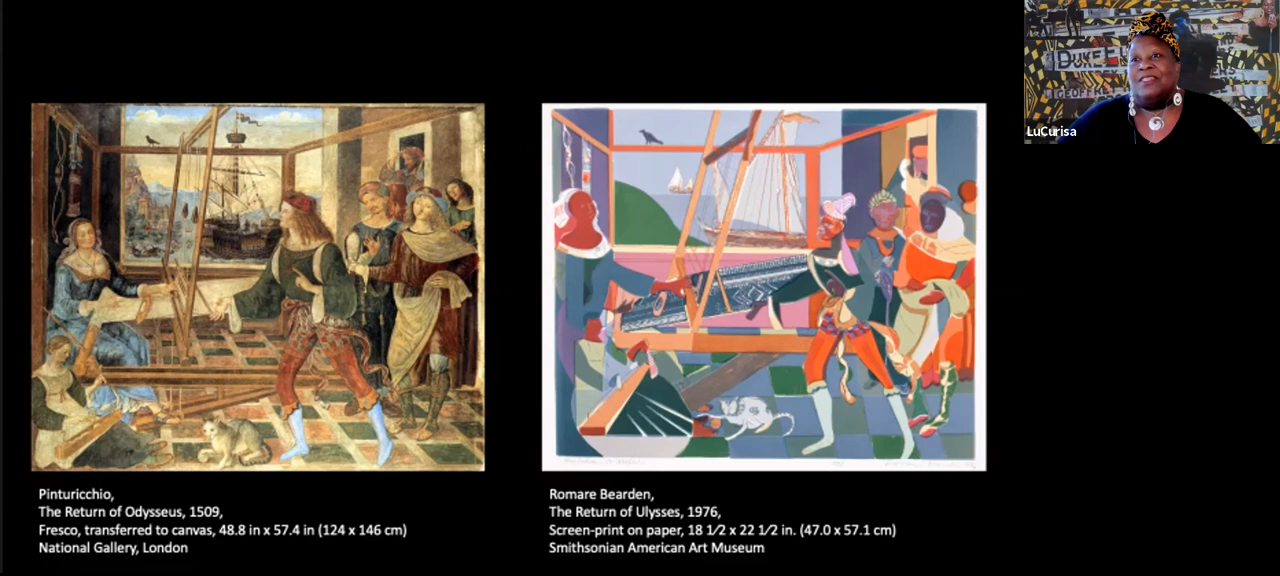 Pinturicchio,
The Return of Odysseus, 1509,
Fresco, transferred to canvas, 48.8 in x 57.4 in (124 x 146 cm)
National Gallery, London
Romare Bearden,
The Return of Ulysses, 1976,
Screen-print on paper, 18 1⁄2 x 22 1⁄2 in. (47.0 x 57.1 cm)
Smithsonian American Art Museum
DUKE
GEOFFREY
LuCurisa